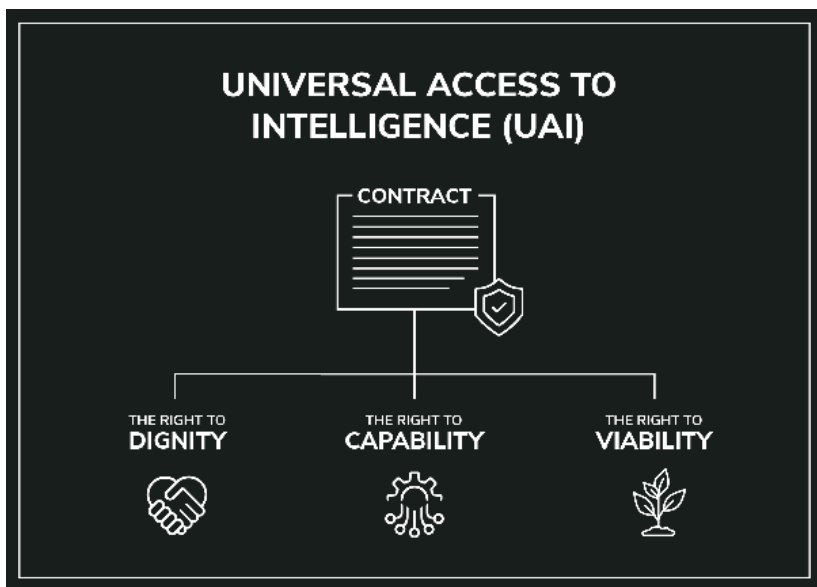 UNIVERSAL ACCESS TO
INTELLIGENCE (UAI)
CONTRACT
THE RIGHT TO
DIGNITY
THE RIGHT TO
CAPABILITY
THE RIGHT TO
VIABILITY